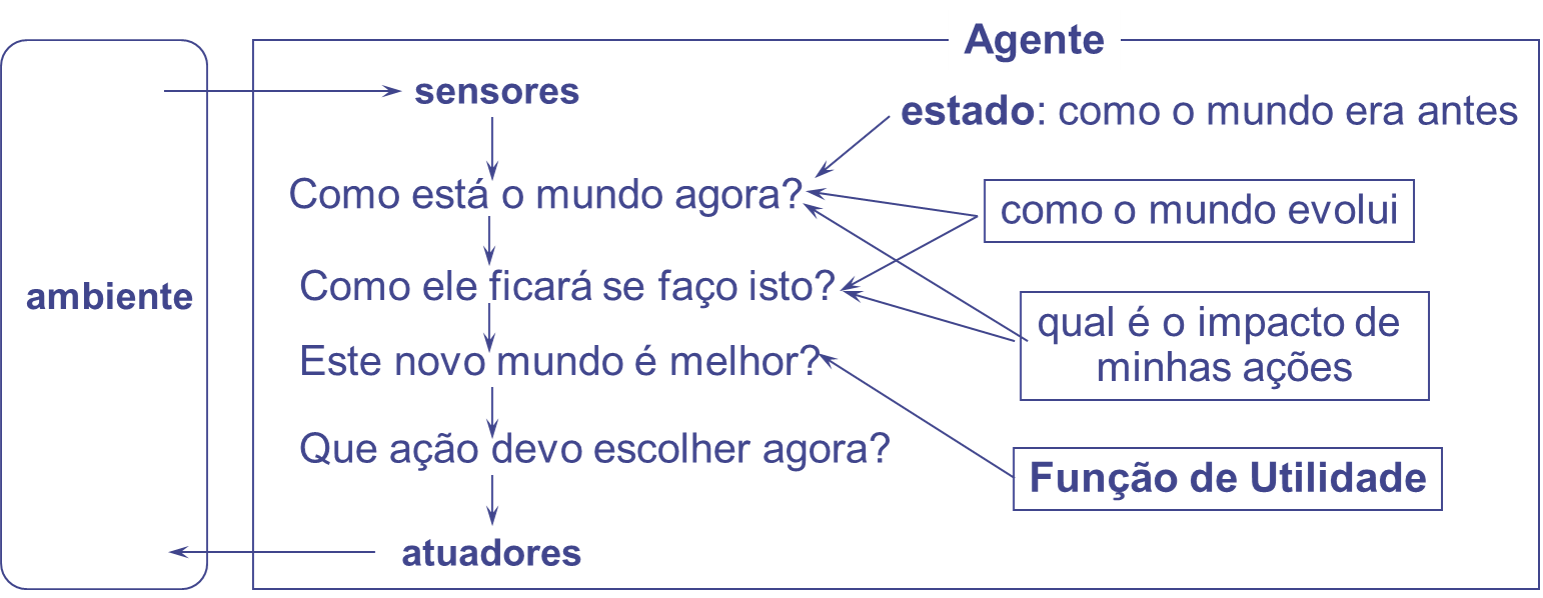 Agente
sensores
estado: como o mundo era antes
Como está o mundo agora?
como o mundo evolui
Como ele ficará se faço isto?
ambiente
qual é o impacto de
minhas ações
Este novo mundo é melhor?
Que ação devo escolher agora?
Função de Utilidade
atuadores